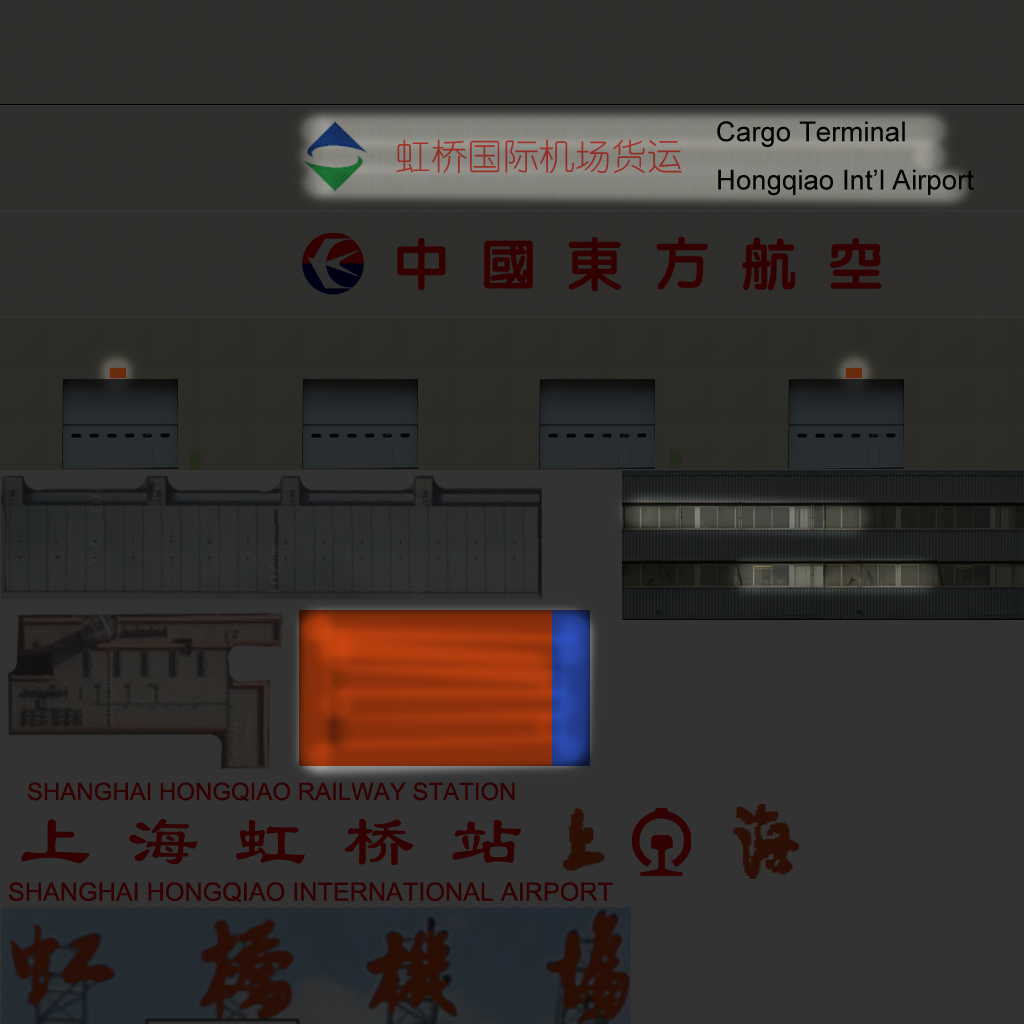 虹桥国际机场货运
Cargo Terminal
Hongqiao Int’l Airport
中國東方航空
SHANGHAI HONGQIAO RAILWAY STATION
上海虹桥站
上 海
SHANGHAI HONGQIAO INTERNATIONAL AIRPORT
虹橋機場